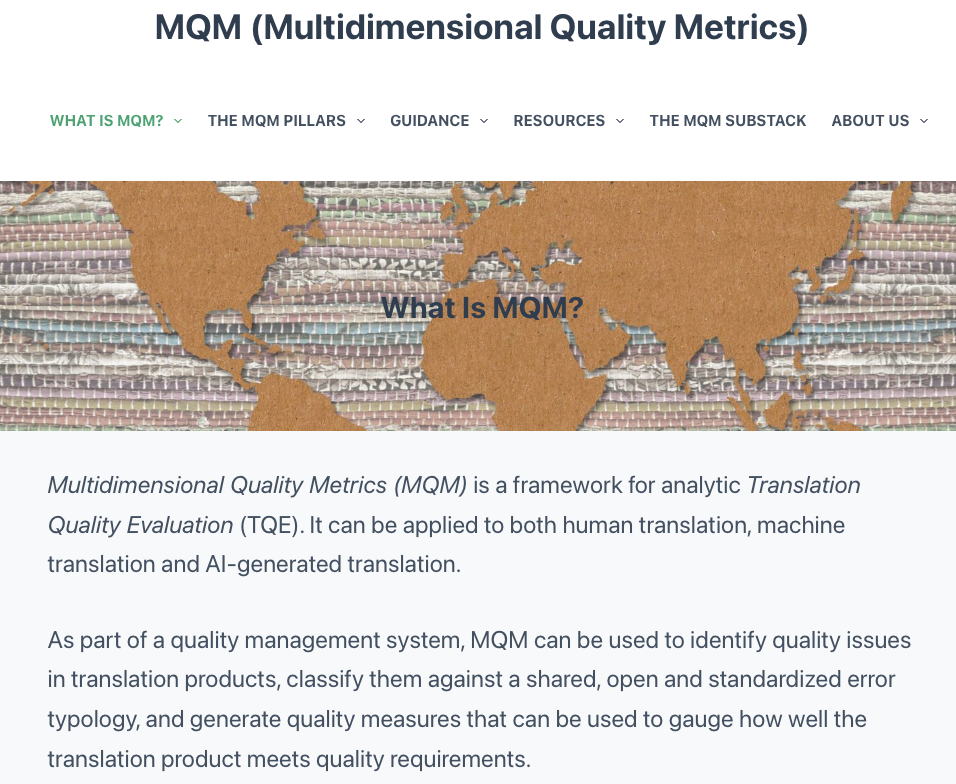 MQM (Multidimensional Quality Metrics)
WHAT IS MQM? THE MQM PILLARS GUIDANCE RESOURCES THE MQM SUBSTACK ABOUT US
What Is MQM?
Multidimensional Quality Metrics (MQM) is a framework for analytic Translation
Quality Evaluation (TQE). It can be applied to both human translation, machine
translation and AI-generated translation.
As part of a quality management system, MQM can be used to identify quality issues
in translation products, classify them against a shared, open and standardized error
typology, and generate quality measures that can be used to gauge how well the
translation product meets quality requirements.